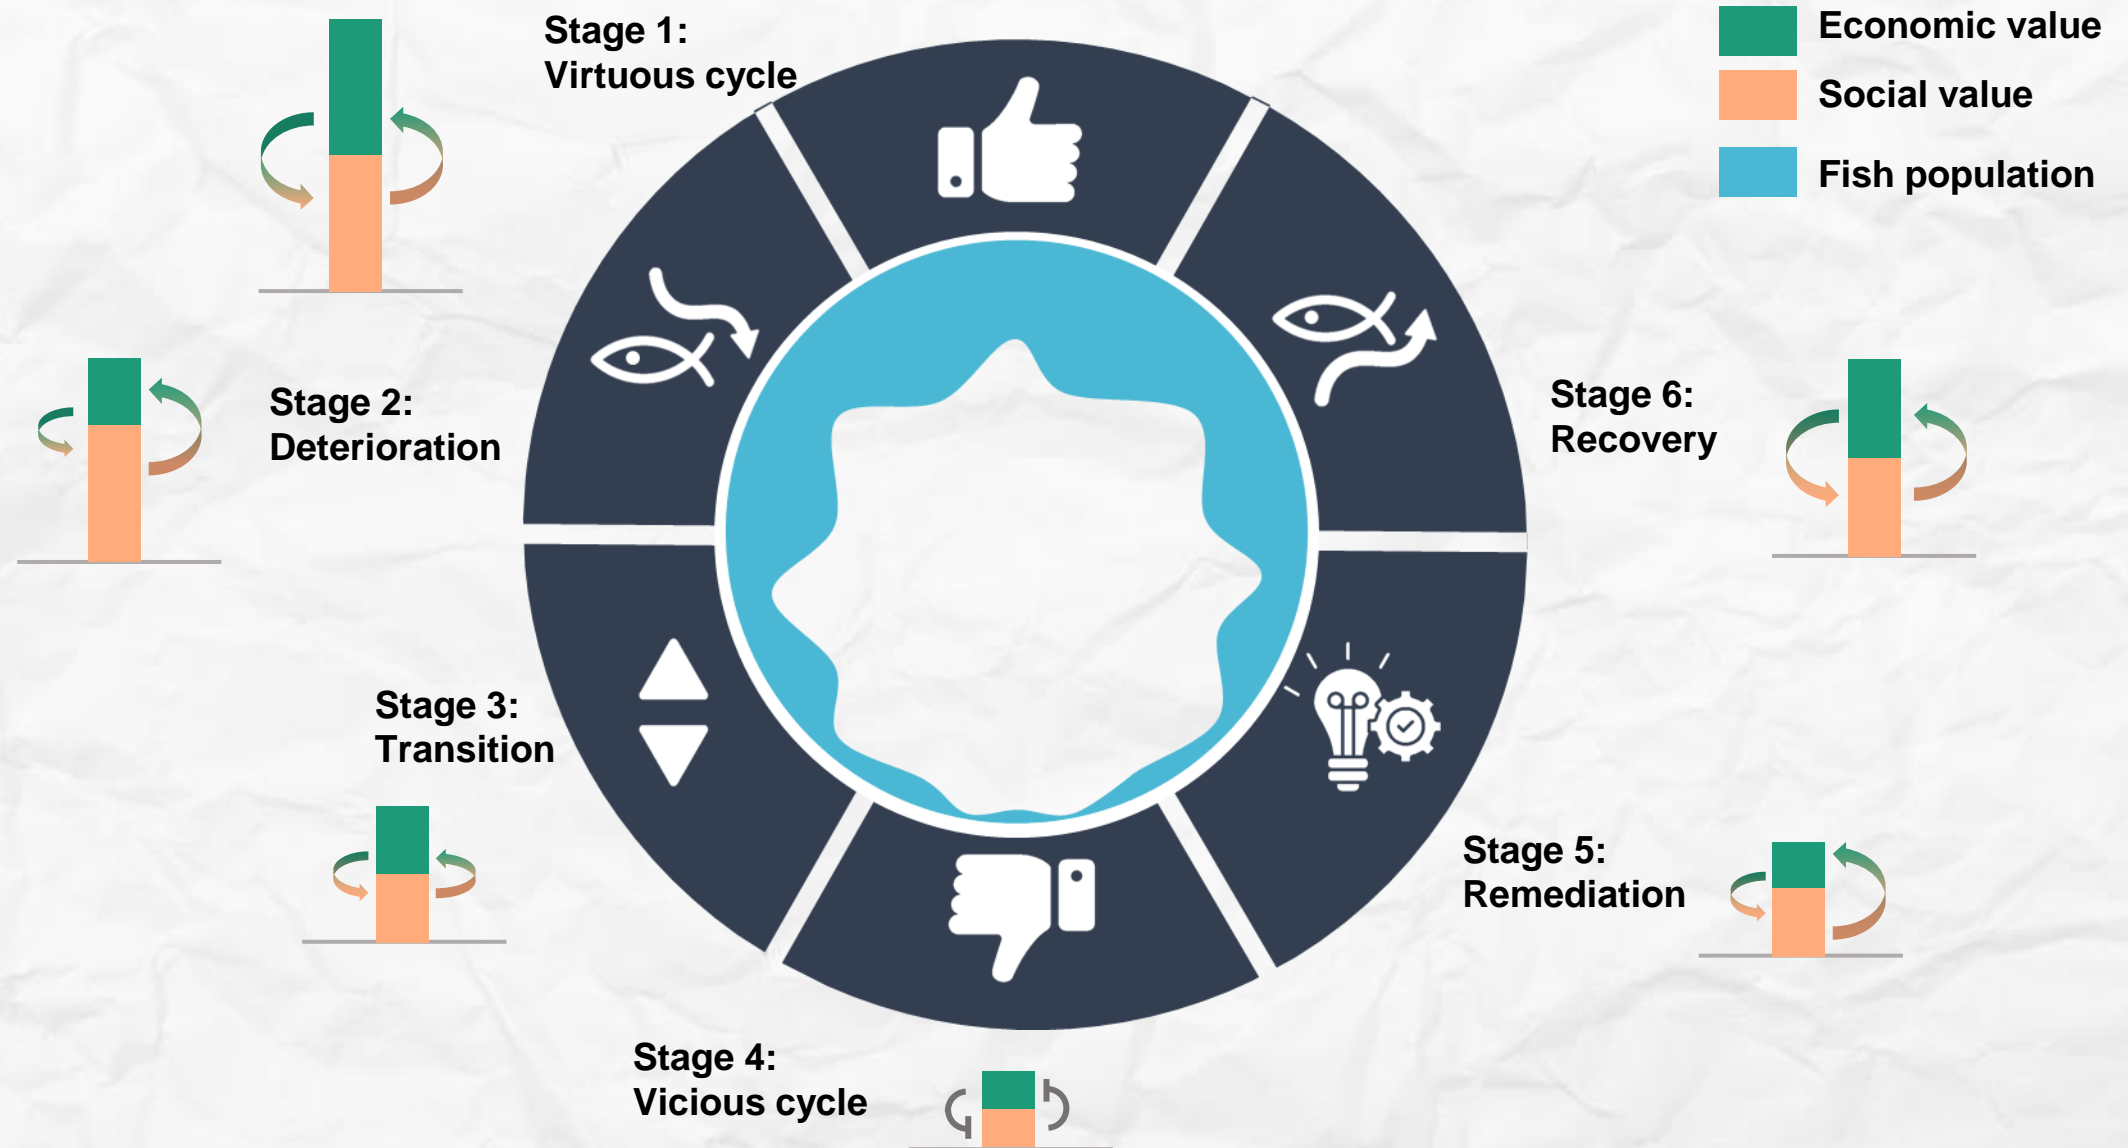 Stage 1:
Virtuous cycle
Economic value
Social value
Fish population
Stage 2:
Deterioration
Stage 6:
Recovery
Stage 3:
Transition
Stage 5:
Remediation
Stage 4:
Vicious cycle